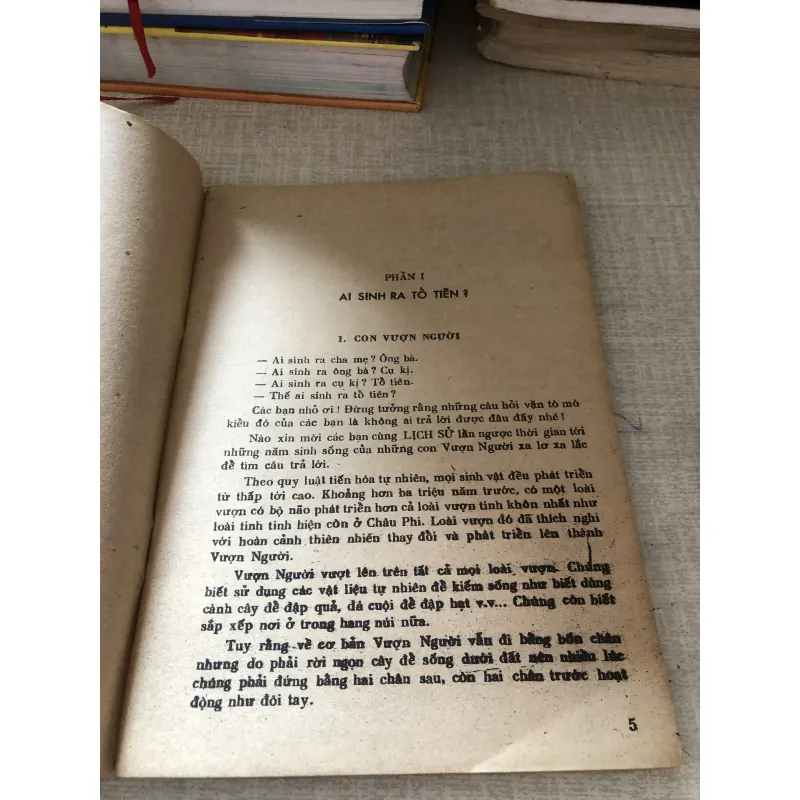 PHẦN I
AI SINH RA TỔ TIÊN?
1. CON VƯỢN NGƯỜI
— Ai sinh ra cha mẹ? Ông bà.
— Ai sinh ra ông bà? Cụ kị.
— Ai sinh ra cụ kị? Tổ tiên.
— Thế ai sinh ra tổ tiên?
Các bạn nhỏ ơi! Đừng tưởng rằng những câu hỏi vặn tò mò
kiểu đó của các bạn là không ai trả lời được đâu đấy nhé!
Nào xin mời các bạn cùng LỊCH SỬ lần ngược thời gian tới
những năm sinh sống của những con Vượn Người xa lơ xa lắc
để tìm câu trả lời.
Theo quy luật tiến hóa tự nhiên, mọi sinh vật đều phát triển
từ thấp tới cao. Khoảng hơn ba triệu năm trước, có một loài
vượn có bộ não phát triển hơn cả loài vượn tinh khôn nhất như
loài tinh tinh hiện còn ở Châu Phi. Loài vượn đó đã thích nghi
với hoàn cảnh thiên nhiên thay đổi và phát triển lên thành
Vượn Người.
Vượn Người vượt lên trên tất cả mọi loài vượn. Chúng
biết sử dụng các vật liệu tự nhiên để kiếm sống như biết dùng
cành cây để đập quả, đá cuội để đập hạt v.v... Chúng còn biết
sắp xếp nơi ở trong hang núi nữa.
Tuy rằng về cơ bản Vượn Người vẫn đi bằng bốn chân
nhưng do phải rời ngọn cây để sống dưới đất nên nhiều lúc
chúng phải đứng bằng hai chân sau, còn hai chân trước hoạt
động như đôi tay.
5